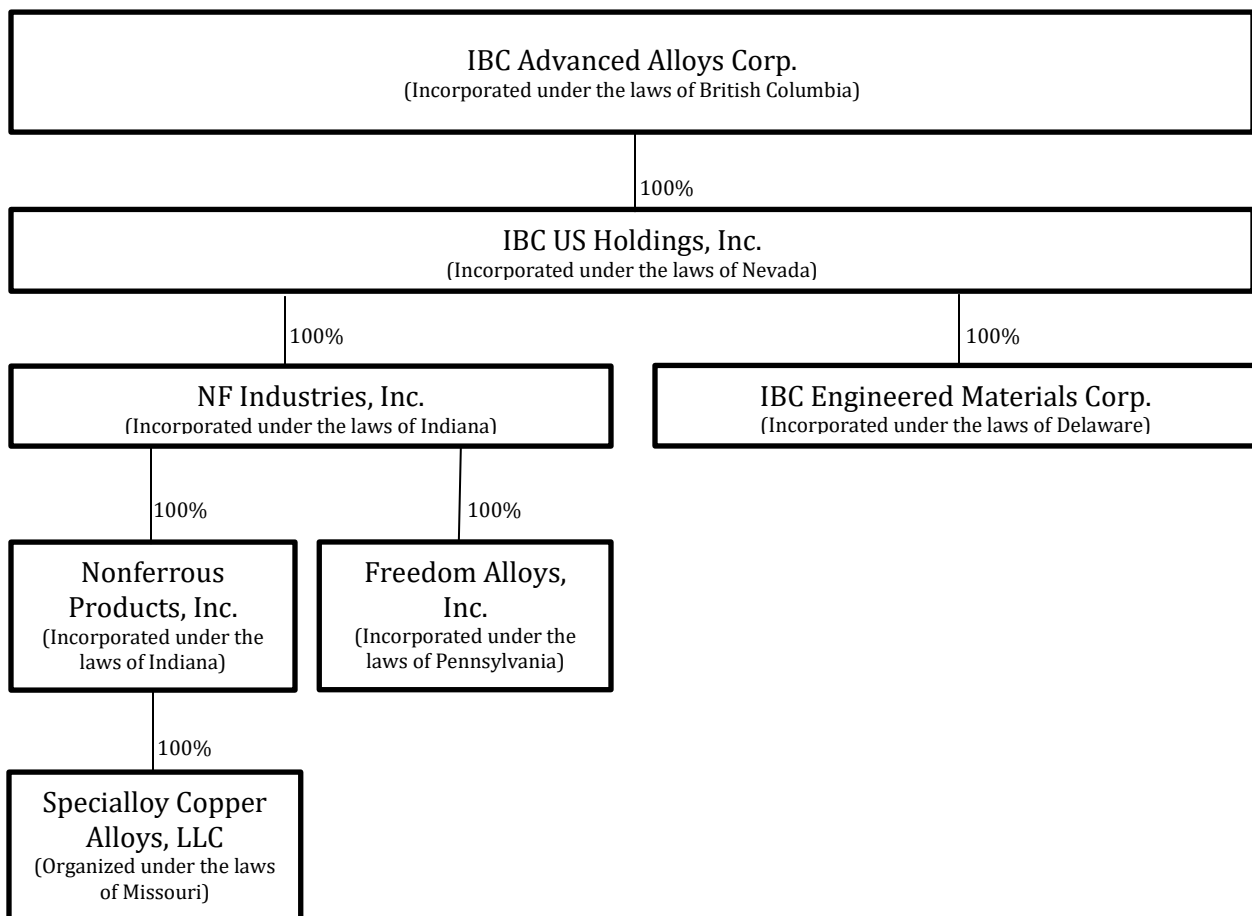 IBC Advanced Alloys Corp.
(Incorporated under the laws of British Columbia)
100%
IBC US Holdings, Inc.
(Incorporated under the laws of Nevada)
100%
100%
NF Industries, Inc.
(Incorporated under the laws of Indiana)
IBC Engineered Materials Corp.
(Incorporated under the laws of Delaware)
100%
100%
Nonferrous
Products, Inc.
(Incorporated under the
laws of Indiana)
Freedom Alloys,
Inc.
(Incorporated under the
laws of Pennsylvania)
100%
Specialloy Copper
Alloys, LLC
(Organized under the laws
of Missouri)